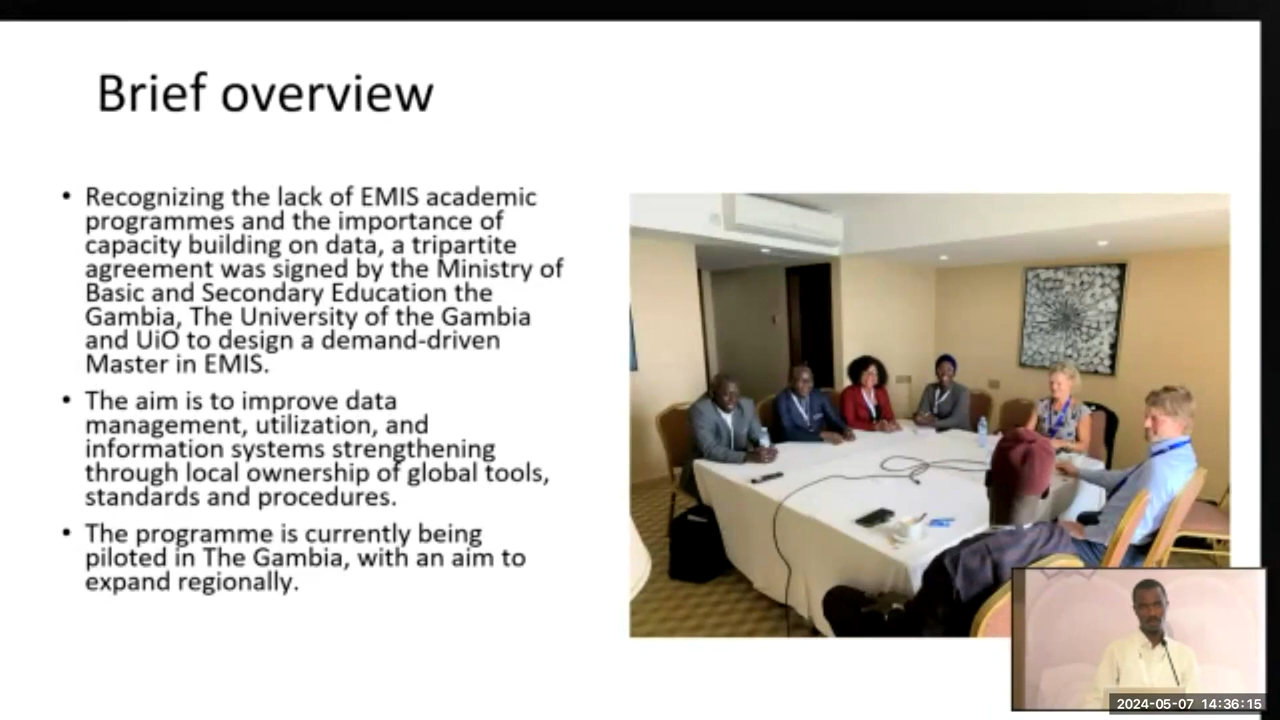 Brief overview
• Recognizing the lack of EMIS academic
programmes and the importance of
capacity building on data, a tripartite
agreement was signed by the Ministry of
Basic and Secondary Education the
Gambia, The University of the Gambia
and UiO to design a demand-driven
Master in EMIS.
• The aim is to improve data
management, utilization, and
information systems strengthening
through local ownership of global tools,
standards and procedures.
• The programme is currently being
piloted in The Gambia, with an aim to
expand regionally.
2024-05-07 14:36:15